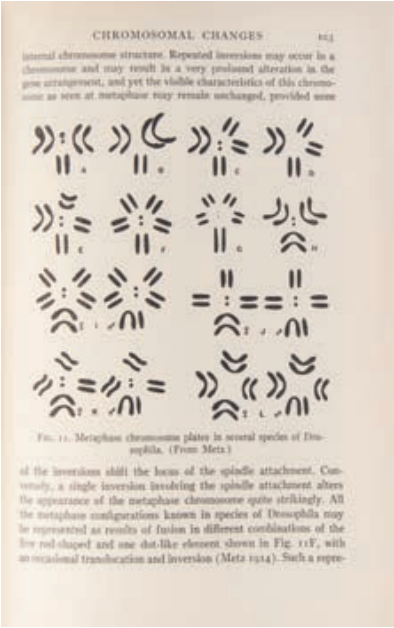 CHROMOSOMAL CHANGES 103
internal chromosome structure. Repeated inversions may occur in a
chromosome and may result in a very profound alteration in the
gene arrangement, and yet the visible characteristics of this chromo-
some as seen at metaphase may remain unchanged, provided none
A B C D
E F G H
I J
K L
FIG. 11. Metaphase chromosome plates in several species of Dro-
sophila. (From Metz)
of the inversions shift the locus of the spindle attachment. Con-
versely, a single inversion involving the spindle attachment alters
the appearance of the metaphase chromosome quite strikingly. All
the metaphase configurations known in species of Drosophila may
be represented as results of fusion in different combinations of the
five rod-shaped and one dot-like element shown in Fig. 11F, with
an occasional translocation and inversion (Metz 1914). Such a repre-